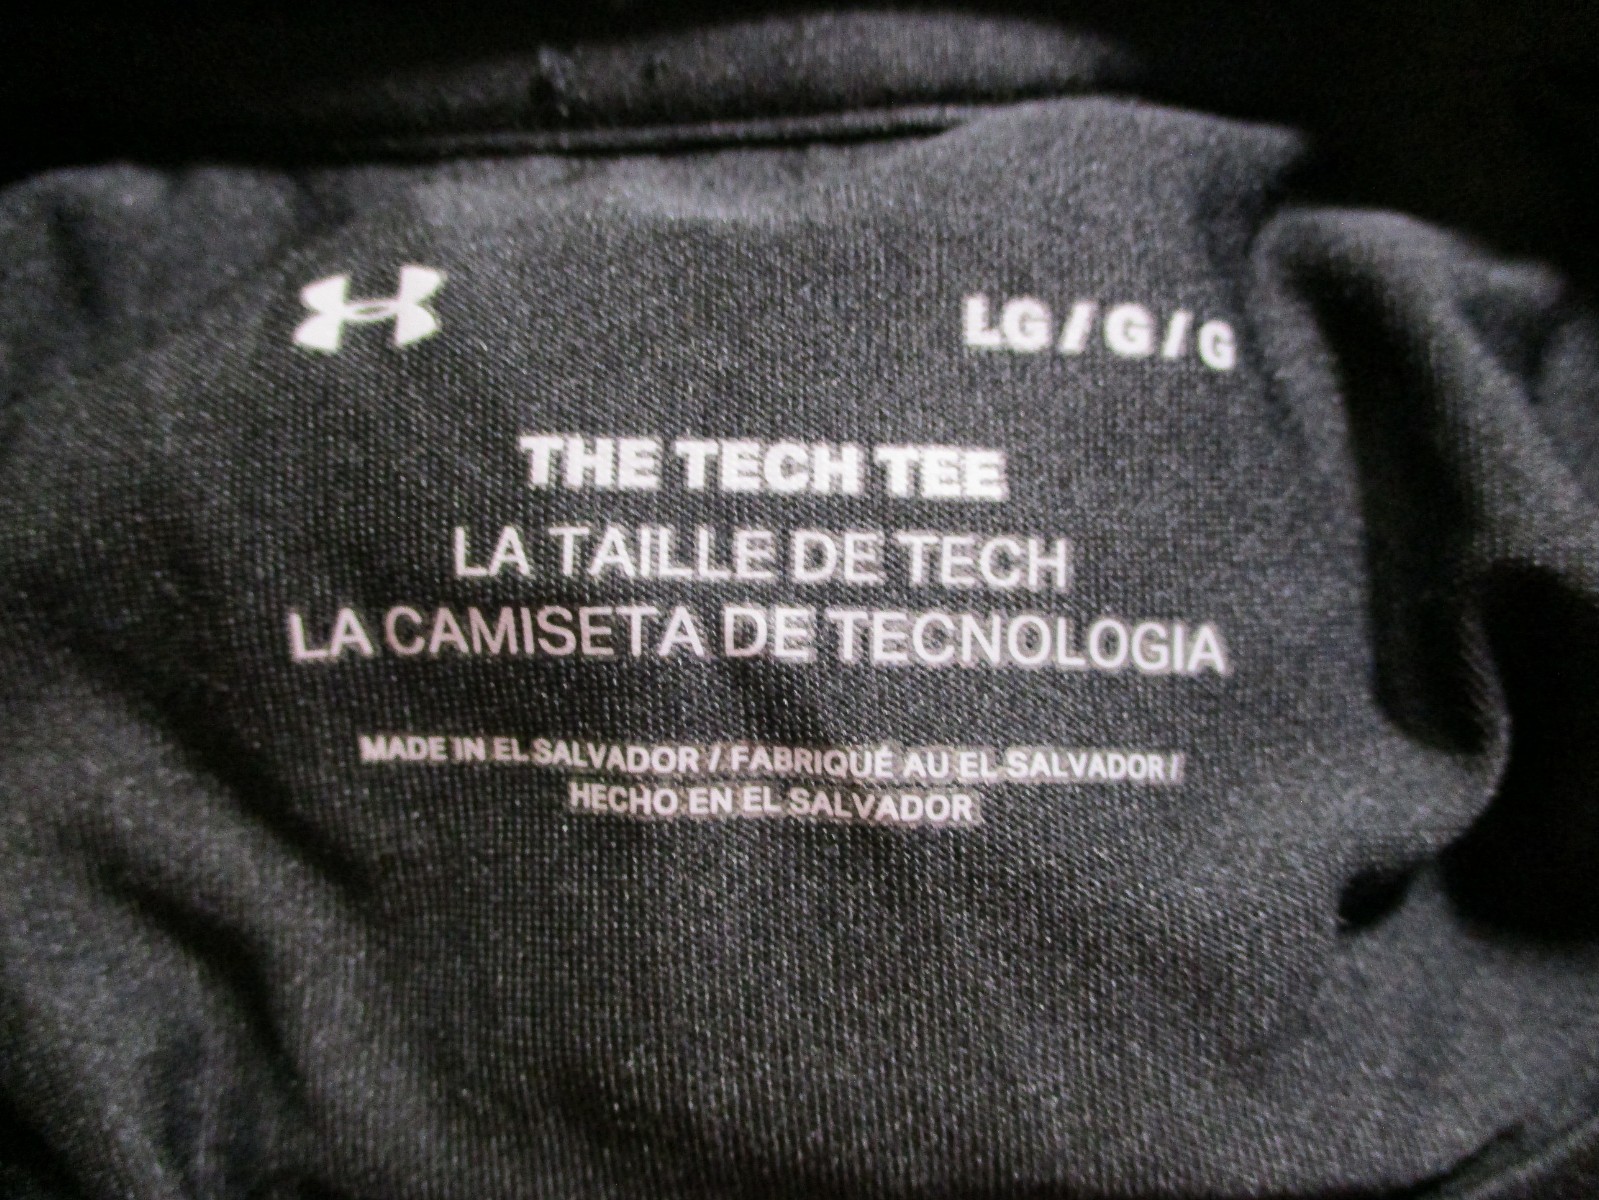 LG / G / G
THE TECH TEE
LA TAILLE DE TECH
LA CAMISETA DE TECNOLOGIA
MADE IN EL SALVADOR / FABRIQUÉ AU EL SALVADOR /
HECHO EN EL SALVADOR